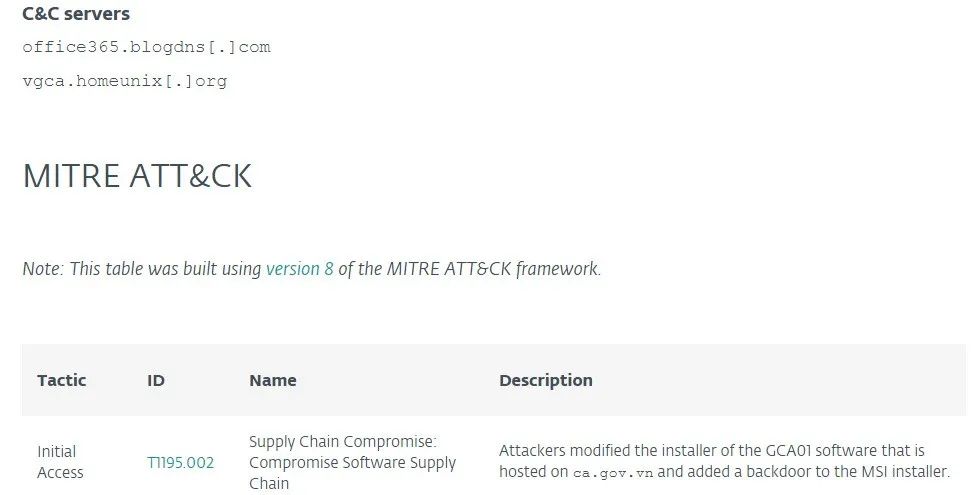 C&C servers
office365.blogdns[.]com
vgca.homeunix[.]org
MITRE ATT&CK
Note: This table was built using version 8 of the MITRE ATT&CK framework.
Tactic ID Name Description
Initial
Access
T1195.002
Supply Chain Compromise:
Compromise Software Supply
Chain
Attackers modified the installer of the GCA01 software that is
hosted on ca.gov.vn and added a backdoor to the MSI installer.